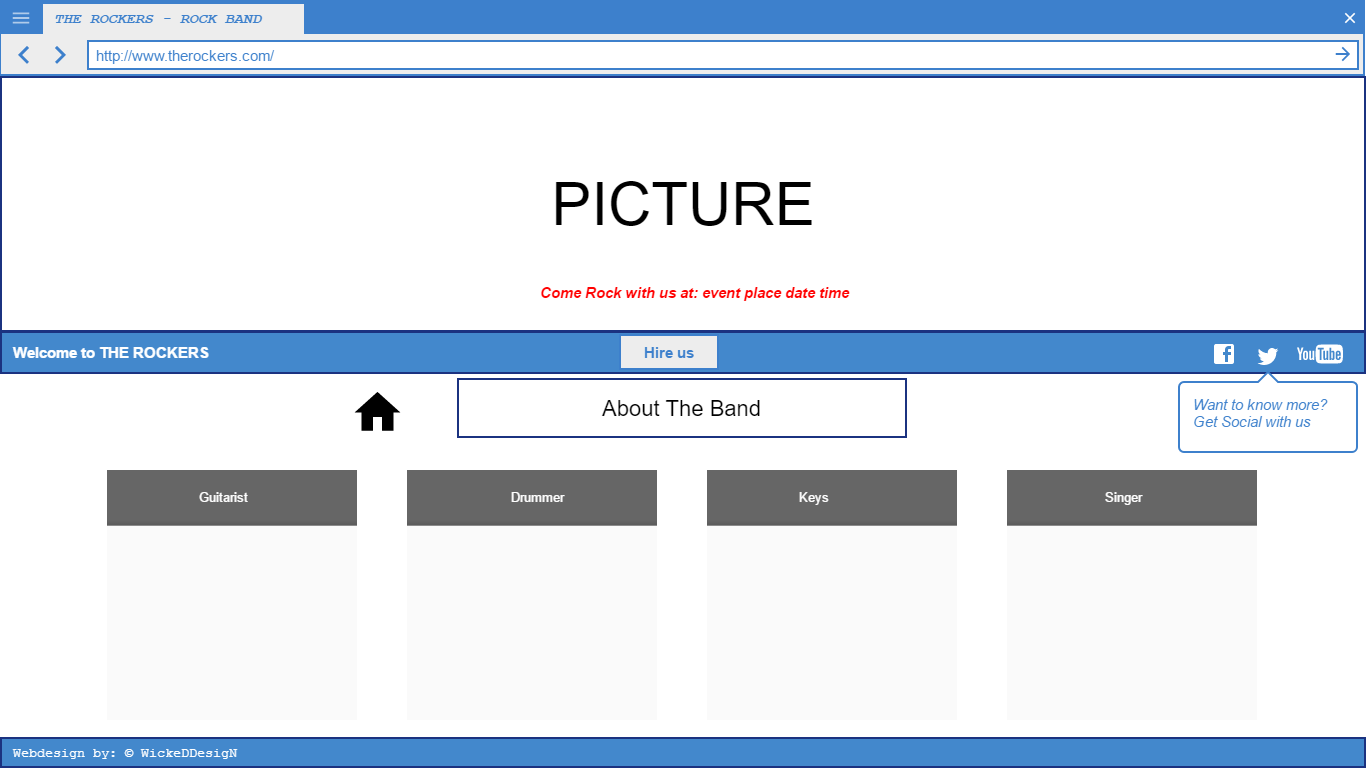 THE ROCKERS - ROCK BAND
http://www.therockers.com/
PICTURE
Come Rock with us at: event place date time
Welcome to THE ROCKERS
Hire us
You Tube
About The Band
Want to know more?
Get Social with us
Guitarist
Drummer
Keys
Singer
Webdesign by: © WickeDDesigN